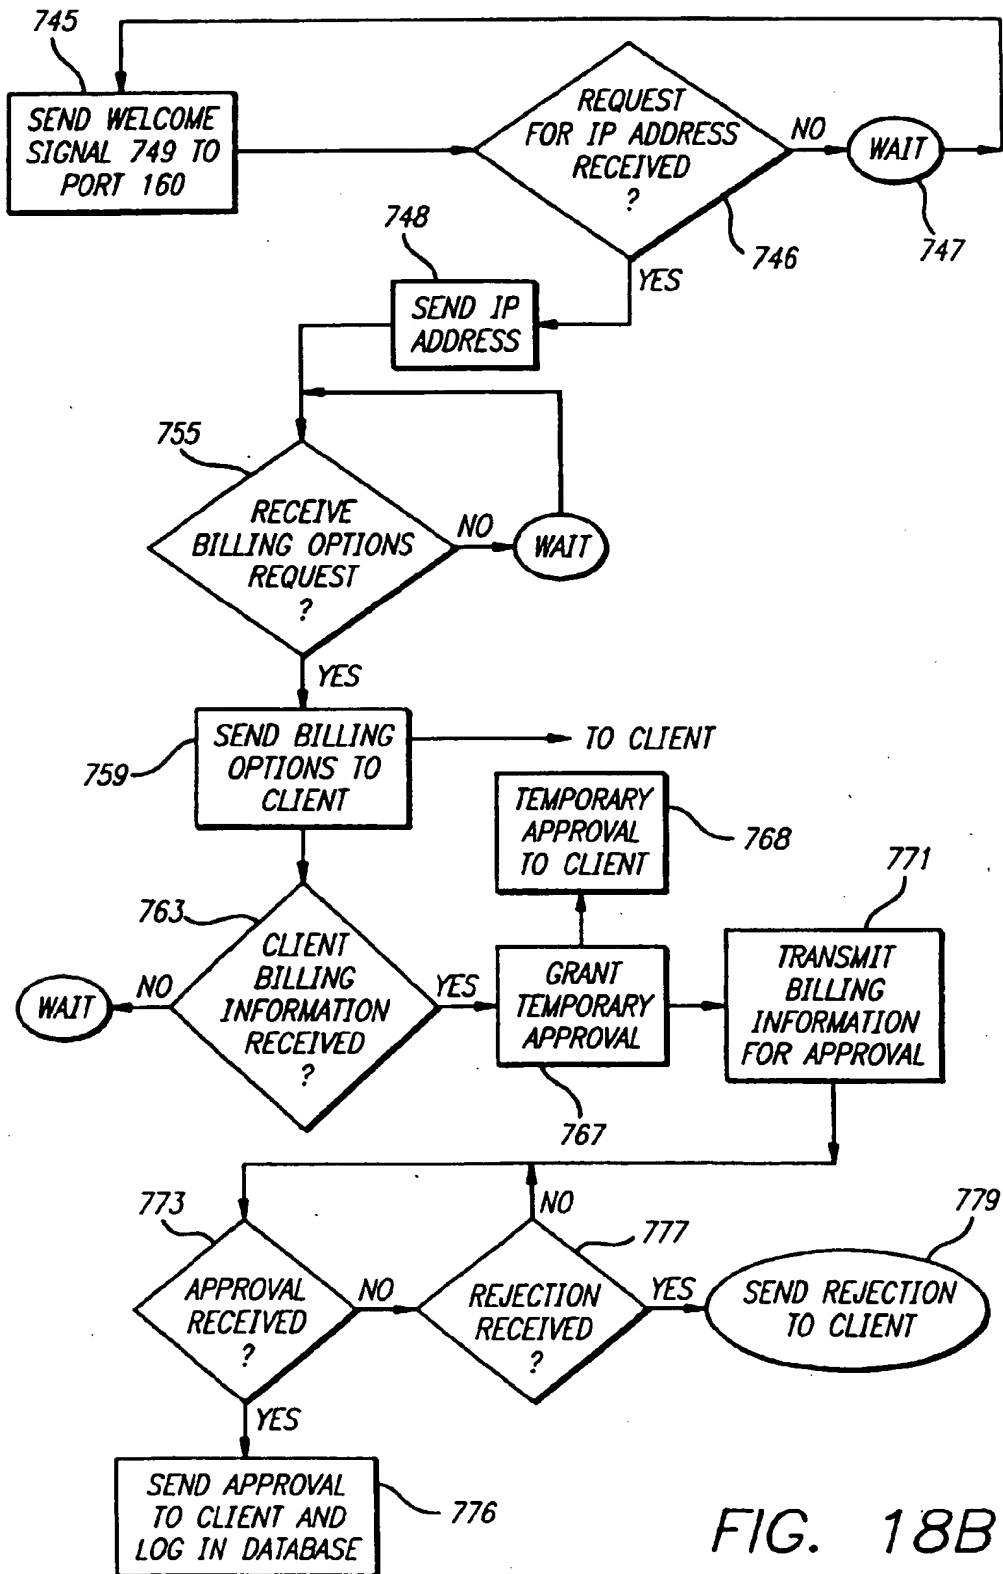 745
SEND WELCOME
SIGNAL 749 TO
PORT 160
REQUEST
FOR IP ADDRESS
RECEIVED
?
NO
WAIT
746
747
YES
748
SEND IP
ADDRESS
755
RECEIVE
BILLING OPTIONS
REQUEST
?
NO
WAIT
YES
759
SEND BILLING
OPTIONS TO
CLIENT
TO CLIENT
TEMPORARY
APPROVAL
TO CLIENT
768
763
CLIENT
BILLING
INFORMATION
RECEIVED
?
NO
WAIT
YES
GRANT
TEMPORARY
APPROVAL
767
771
TRANSMIT
BILLING
INFORMATION
FOR APPROVAL
773
APPROVAL
RECEIVED
?
NO
777
REJECTION
RECEIVED
?
NO
YES
779
SEND REJECTION
TO CLIENT
YES
SEND APPROVAL
TO CLIENT AND
LOG IN DATABASE
776
FIG. 18B